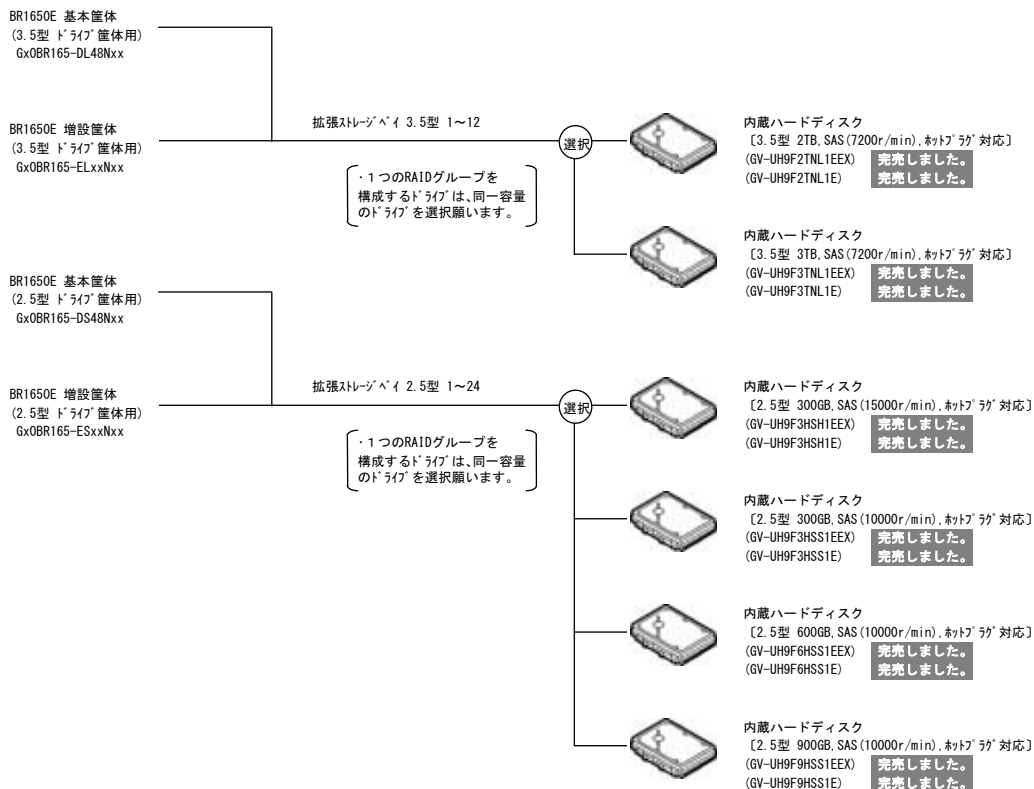 BR1650E 基本筐体
(3.5型 ﾄﾞﾗｲﾌﾞ筐体用)
GxOBR165-DL48Nxx
BR1650E 増設筐体
(3.5型 ﾄﾞﾗｲﾌﾞ筐体用)
GxOBR165-ELxxNxx
拡張ｽﾄﾚｰｼﾞﾍﾞｲ 3.5型 1～12
選択
・１つのRAIDグループを
構成するﾄﾞﾗｲﾌﾞは、同一容量
のﾄﾞﾗｲﾌﾞを選択願います。
内蔵ハードディスク
〔3.5型 2TB,SAS(7200r/min),ﾎｯﾄﾌﾟﾗｸﾞ対応〕
(GV-UH9F2TNL1EEX) 完売しました。
(GV-UH9F2TNL1E) 完売しました。
内蔵ハードディスク
〔3.5型 3TB,SAS(7200r/min),ﾎｯﾄﾌﾟﾗｸﾞ対応〕
(GV-UH9F3TNL1EEX) 完売しました。
(GV-UH9F3TNL1E) 完売しました。
BR1650E 基本筐体
(2.5型 ﾄﾞﾗｲﾌﾞ筐体用)
GxOBR165-DS48Nxx
BR1650E 増設筐体
(2.5型 ﾄﾞﾗｲﾌﾞ筐体用)
GxOBR165-ESxxNxx
拡張ｽﾄﾚｰｼﾞﾍﾞｲ 2.5型 1～24
選択
・１つのRAIDグループを
構成するﾄﾞﾗｲﾌﾞは、同一容量
のﾄﾞﾗｲﾌﾞを選択願います。
内蔵ハードディスク
〔2.5型 300GB,SAS(15000r/min),ﾎｯﾄﾌﾟﾗｸﾞ対応〕
(GV-UH9F3HSH1EEX) 完売しました。
(GV-UH9F3HSH1E) 完売しました。
内蔵ハードディスク
〔2.5型 300GB,SAS(10000r/min),ﾎｯﾄﾌﾟﾗｸﾞ対応〕
(GV-UH9F3HSS1EEX) 完売しました。
(GV-UH9F3HSS1E) 完売しました。
内蔵ハードディスク
〔2.5型 600GB,SAS(10000r/min),ﾎｯﾄﾌﾟﾗｸﾞ対応〕
(GV-UH9F6HSS1EEX) 完売しました。
(GV-UH9F6HSS1E) 完売しました。
内蔵ハードディスク
〔2.5型 900GB,SAS(10000r/min),ﾎｯﾄﾌﾟﾗｸﾞ対応〕
(GV-UH9F9HSS1EEX) 完売しました。
(GV-UH9F9HSS1E) 完売しました。